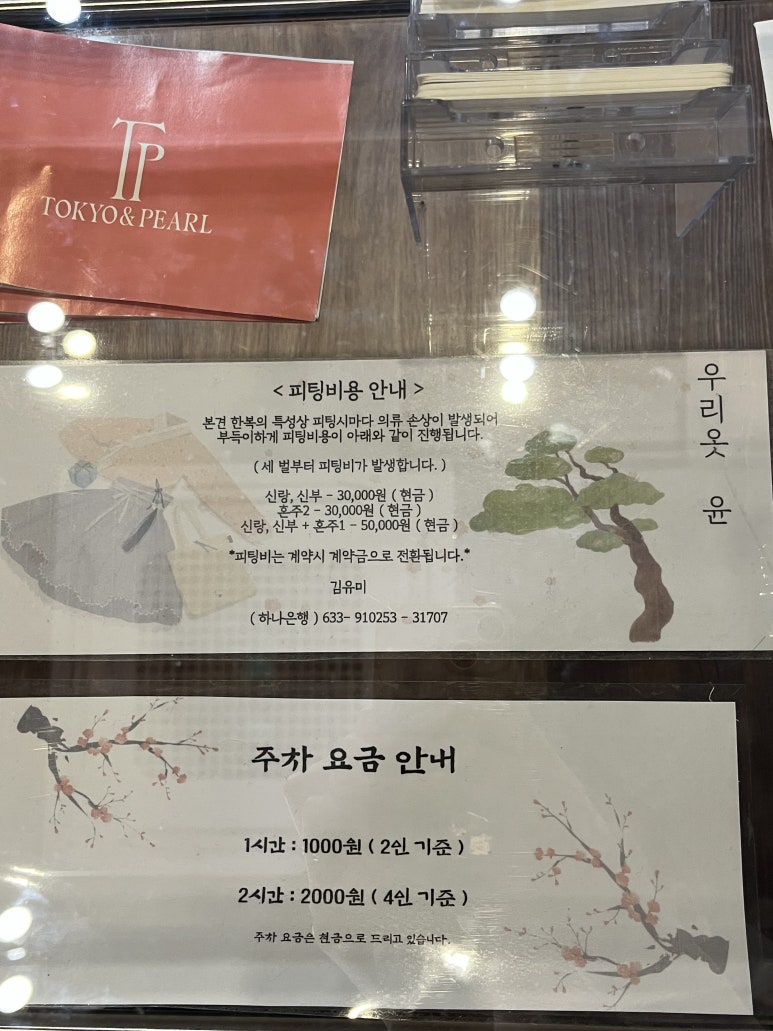 TP
TOKYO & PEARL
< 피팅비용 안내 >
본견 한복의 특성상 피팅시마다 의류 손상이 발생되어
부득이하게 피팅비용이 아래와 같이 진행됩니다.
( 세 벌부터 피팅비가 발생합니다. )
신랑, 신부 - 30,000원 ( 현금 )
혼주2 - 30,000원 ( 현금 )
신랑, 신부 + 혼주1 - 50,000원 ( 현금 )
*피팅비는 계약시 계약금으로 전환됩니다.*
김유미
( 하나은행 ) 633- 910253 - 31707
우리옷 윤
주차 요금 안내
1시간 : 1000원 ( 2인 기준 )
2시간 : 2000원 ( 4인 기준 )
주차 요금은 현금으로 드리고 있습니다.